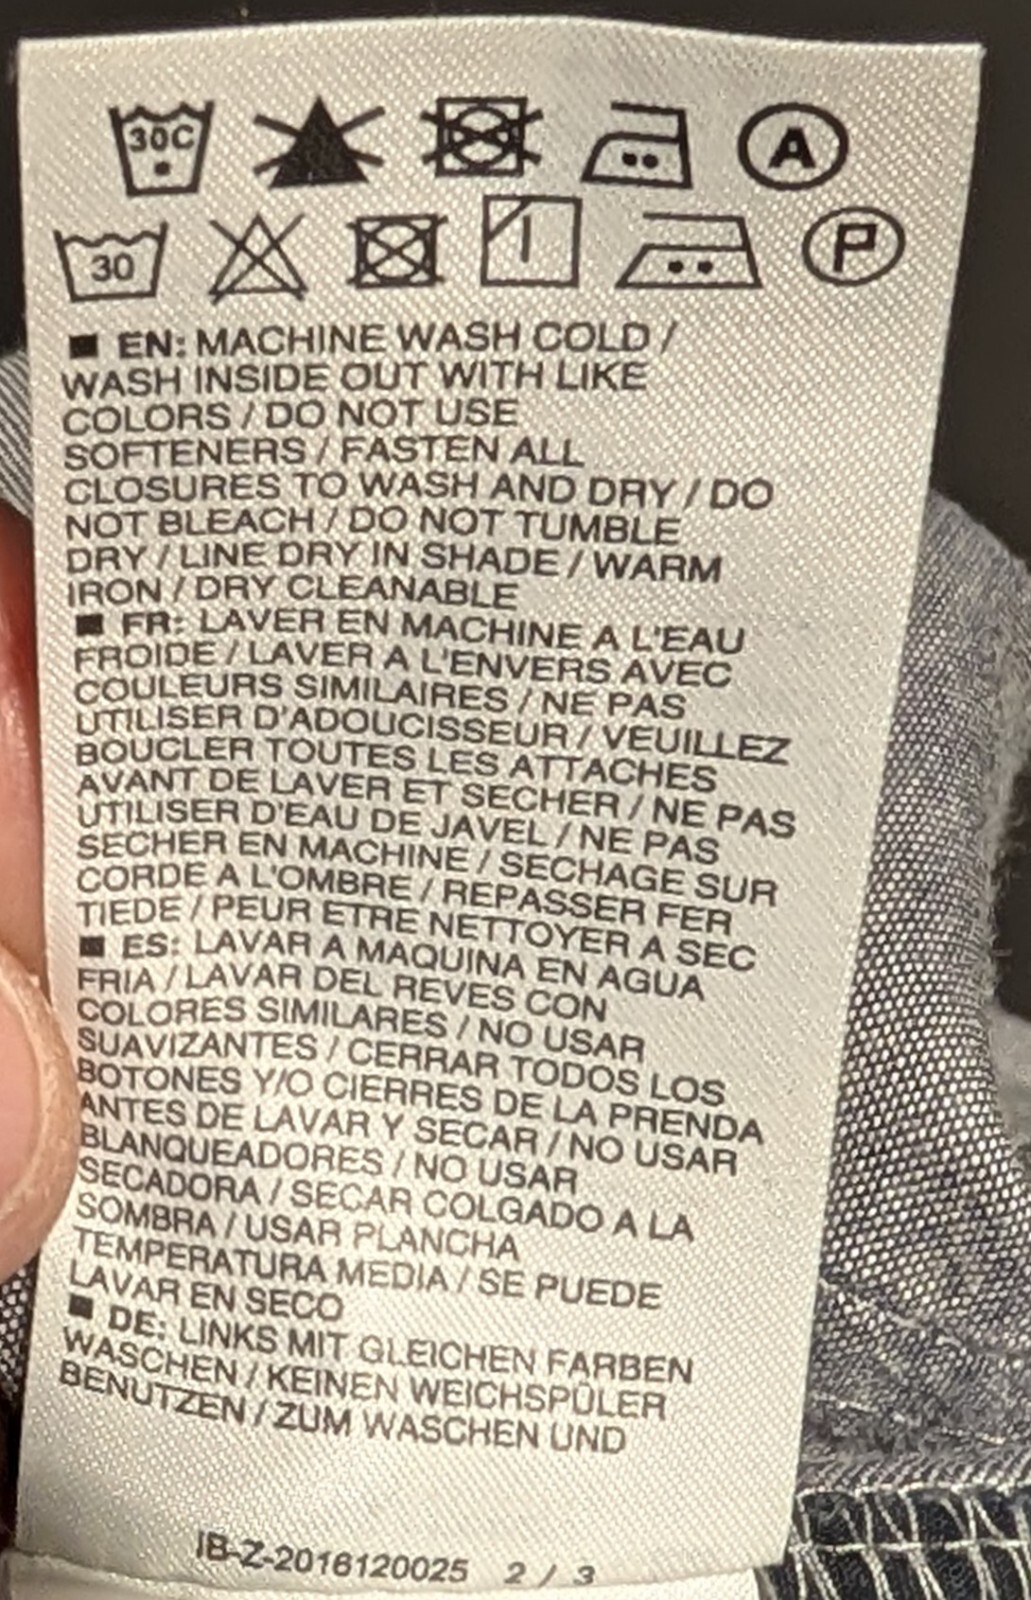 30C A
30 P
■ EN: MACHINE WASH COLD /
WASH INSIDE OUT WITH LIKE
COLORS / DO NOT USE
SOFTENERS / FASTEN ALL
CLOSURES TO WASH AND DRY / DO
NOT BLEACH / DO NOT TUMBLE
DRY / LINE DRY IN SHADE / WARM
IRON / DRY CLEANABLE
■ FR: LAVER EN MACHINE A L'EAU
FROIDE / LAVER A L'ENVERS AVEC
COULEURS SIMILAIRES / NE PAS
UTILISER D'ADOUCISSEUR / VEUILLEZ
BOUCLER TOUTES LES ATTACHES
AVANT DE LAVER ET SECHER / NE PAS
UTILISER D'EAU DE JAVEL / NE PAS
SECHER EN MACHINE / SECHAGE SUR
CORDE A L'OMBRE / REPASSER FER
TIEDE / PEUR ETRE NETTOYER A SEC
■ ES: LAVAR A MAQUINA EN AGUA
FRIA / LAVAR DEL REVES CON
COLORES SIMILARES / NO USAR
SUAVIZANTES / CERRAR TODOS LOS
BOTONES Y/O CIERRES DE LA PRENDA
ANTES DE LAVAR Y SECAR / NO USAR
BLANQUEADORES / NO USAR
SECADORA / SECAR COLGADO A LA
SOMBRA / USAR PLANCHA
TEMPERATURA MEDIA / SE PUEDE
LAVAR EN SECO
■ DE: LINKS MIT GLEICHEN FARBEN
WASCHEN / KEINEN WEICHSPÜLER
BENUTZEN / ZUM WASCHEN UND
IB-Z-2016120025 2 / 3